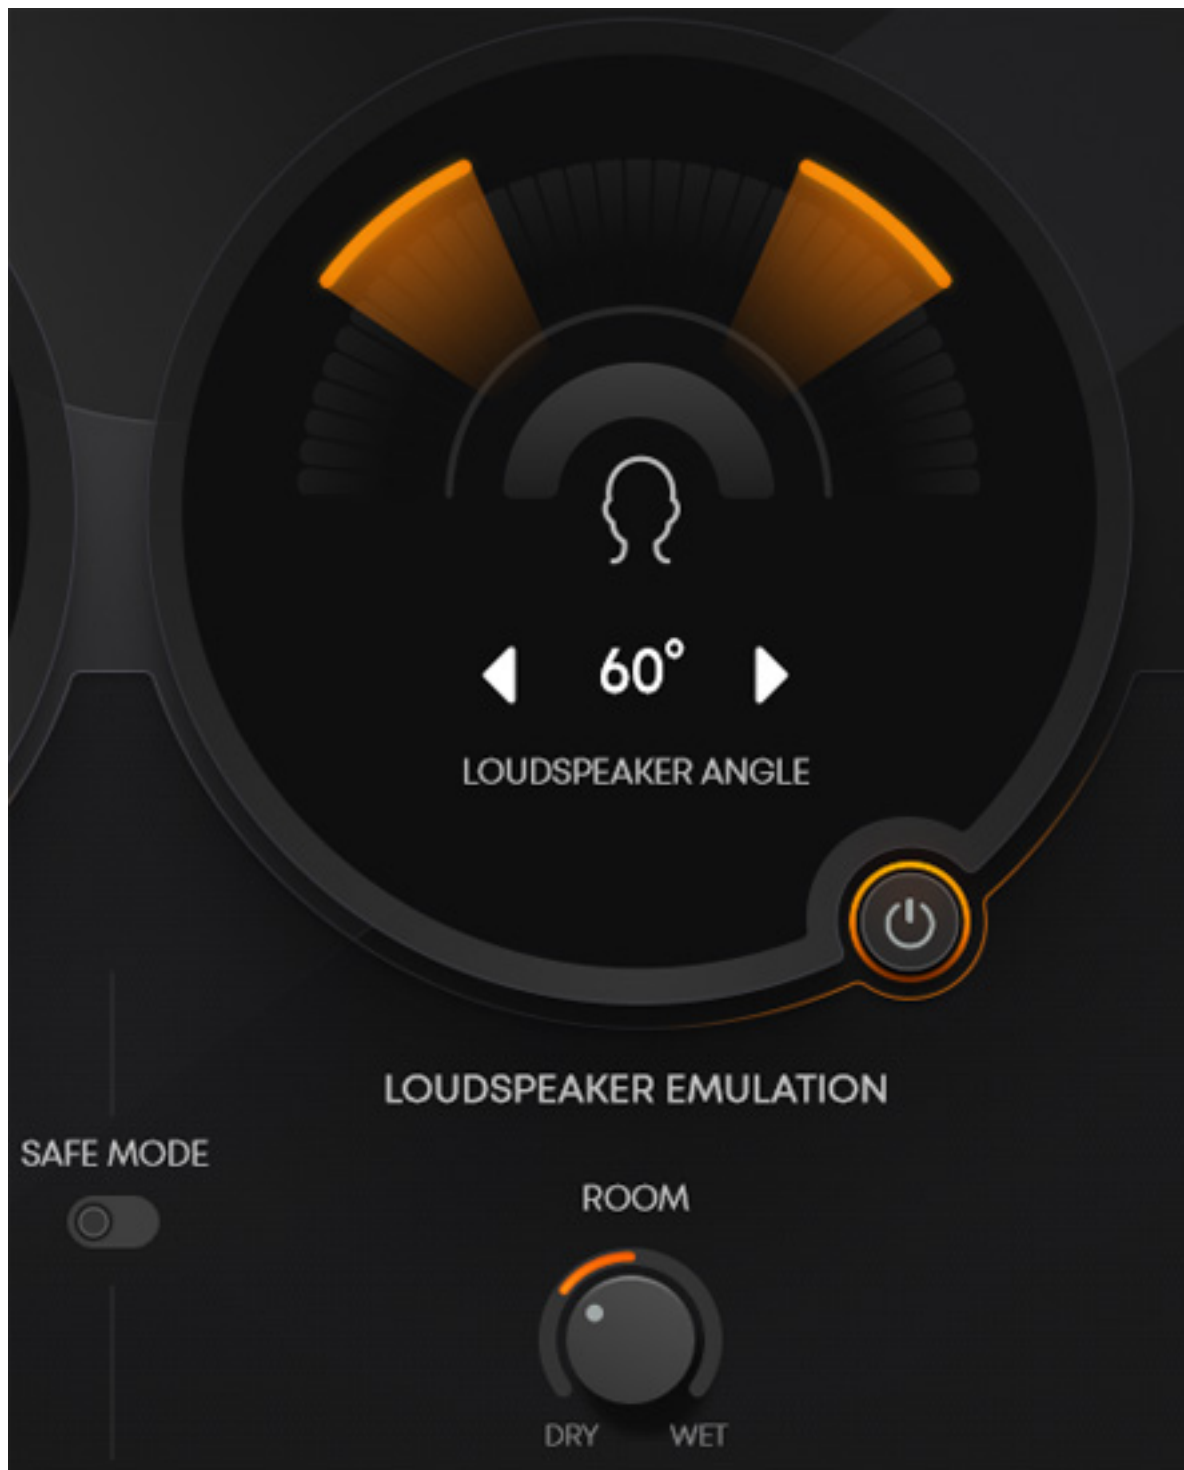 60°
LOUDSPEAKER ANGLE
LOUDSPEAKER EMULATION
SAFE MODE
ROOM
DRY WET